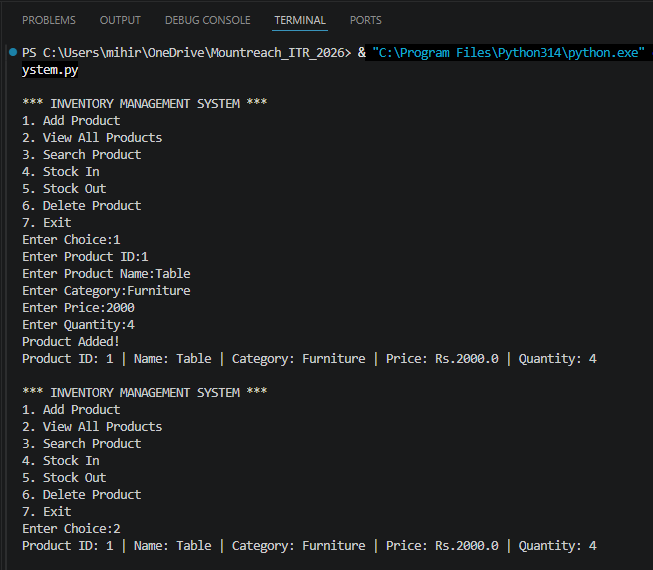 PROBLEMS OUTPUT DEBUG CONSOLE TERMINAL PORTS
PS C:\Users\mihir\OneDrive\Mountreach_ITR_2026> & "C:\Program Files\Python314\python.exe"
ystem.py
*** INVENTORY MANAGEMENT SYSTEM ***
1. Add Product
2. View All Products
3. Search Product
4. Stock In
5. Stock Out
6. Delete Product
7. Exit
Enter Choice:1
Enter Product ID:1
Enter Product Name:Table
Enter Category:Furniture
Enter Price:2000
Enter Quantity:4
Product Added!
Product ID: 1 | Name: Table | Category: Furniture | Price: Rs.2000.0 | Quantity: 4
*** INVENTORY MANAGEMENT SYSTEM ***
1. Add Product
2. View All Products
3. Search Product
4. Stock In
5. Stock Out
6. Delete Product
7. Exit
Enter Choice:2
Product ID: 1 | Name: Table | Category: Furniture | Price: Rs.2000.0 | Quantity: 4